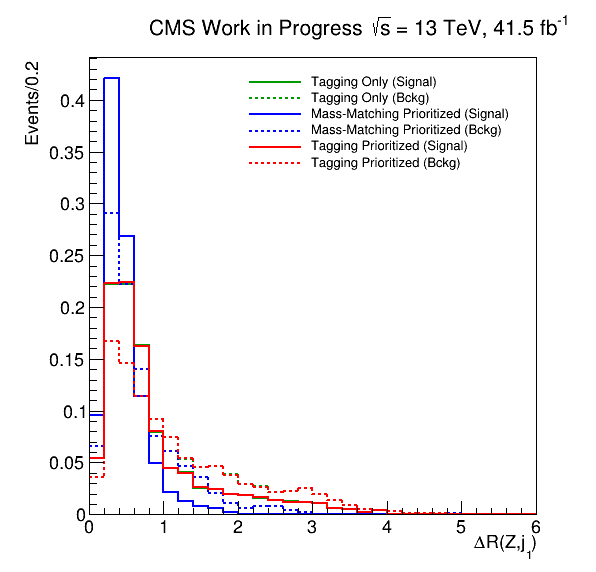 CMS Work in Progress √s = 13 TeV, 41.5 fb⁻¹
Events/0.2
Tagging Only (Signal)
Tagging Only (Bckg)
Mass-Matching Prioritized (Signal)
Mass-Matching Prioritized (Bckg)
Tagging Prioritized (Signal)
Tagging Prioritized (Bckg)
0.4
0.35
0.3
0.25
0.2
0.15
0.1
0.05
0
0 1 2 3 4 5 6
ΔR(Z,j₁)